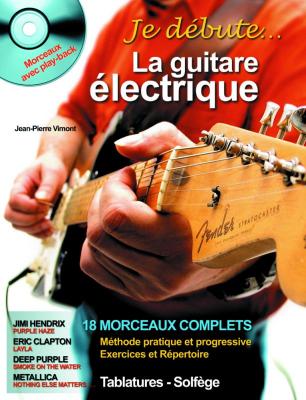 Je débute...
Morceaux
avec play-back
La guitare
électrique
Jean-Pierre Vimont
Fender
STRATOCASTER
JIMI HENDRIX
PURPLE HAZE
ERIC CLAPTON
LAYLA
DEEP PURPLE
SMOKE ON THE WATER
METALLICA
NOTHING ELSE MATTERS
18 MORCEAUX COMPLETS
Méthode pratique et progressive
Exercices et Répertoire
Tablatures - Solfège